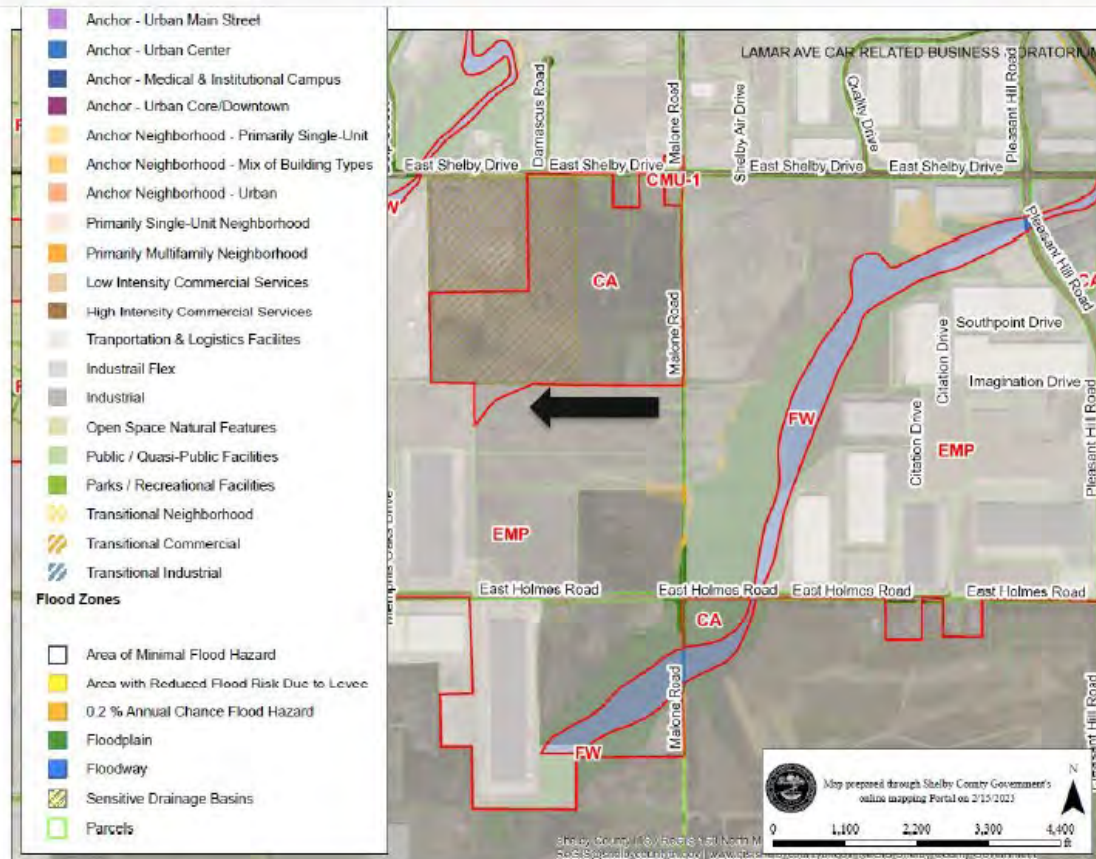 Anchor - Urban Main Street
Anchor - Urban Center
Anchor - Medical & Institutional Campus
Anchor - Urban Core/Downtown
Anchor Neighborhood - Primarily Single-Unit
Anchor Neighborhood - Mix of Building Types
Anchor Neighborhood - Urban
Primarily Single-Unit Neighborhood
Primarily Multifamily Neighborhood
Low Intensity Commercial Services
High Intensity Commercial Services
Tranportation & Logistics Facilites
Industrail Flex
Industrial
Open Space Natural Features
Public / Quasi-Public Facilities
Parks / Recreational Facilities
Transitional Neighborhood
Transitional Commercial
Transitional Industrial
Flood Zones
Area of Minimal Flood Hazard
Area with Reduced Flood Risk Due to Levee
0.2 % Annual Chance Flood Hazard
Floodplain
Floodway
Sensitive Drainage Basins
Parcels
LAMAR AVE CAR RELATED BUSINESS
Damascus Road
Malone Road
Shelby Air Drive
Quality Drive
Pleasant Hill Road
East Shelby Drive
East Shelby Drive
East Shelby Drive
East Shelby Drive
CMU-1
CA
Malone Road
Pleasant Hill Road
Southpoint Drive
Citation Drive
Imagination Drive
FW
EMP
Citation Drive
Pleasant Hill Road
EMP
East Holmes Road
East Holmes Road
East Holmes Road
East Holmes Road
CA
Malone Road
FW
Map prepared through Shelby County Government's
online mapping Portal on 2/15/2023
N
0 1,100 2,200 3,300 4,400
ft